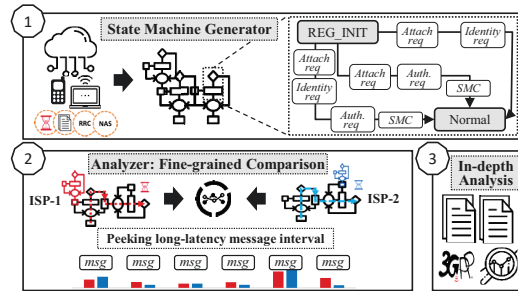 1
State Machine Generator
RRC
NAS
REG_INIT
Attach
req
Identity
req
Attach
req
Identity
req
Attach
req
Auth.
req
SMC
Auth.
req
SMC
Normal
2
Analyzer: Fine-grained Comparison
ISP-1
ISP-2
Peeking long-latency message interval
msg msg msg msg msg msg
3
In-depth
Analysis
3GPP